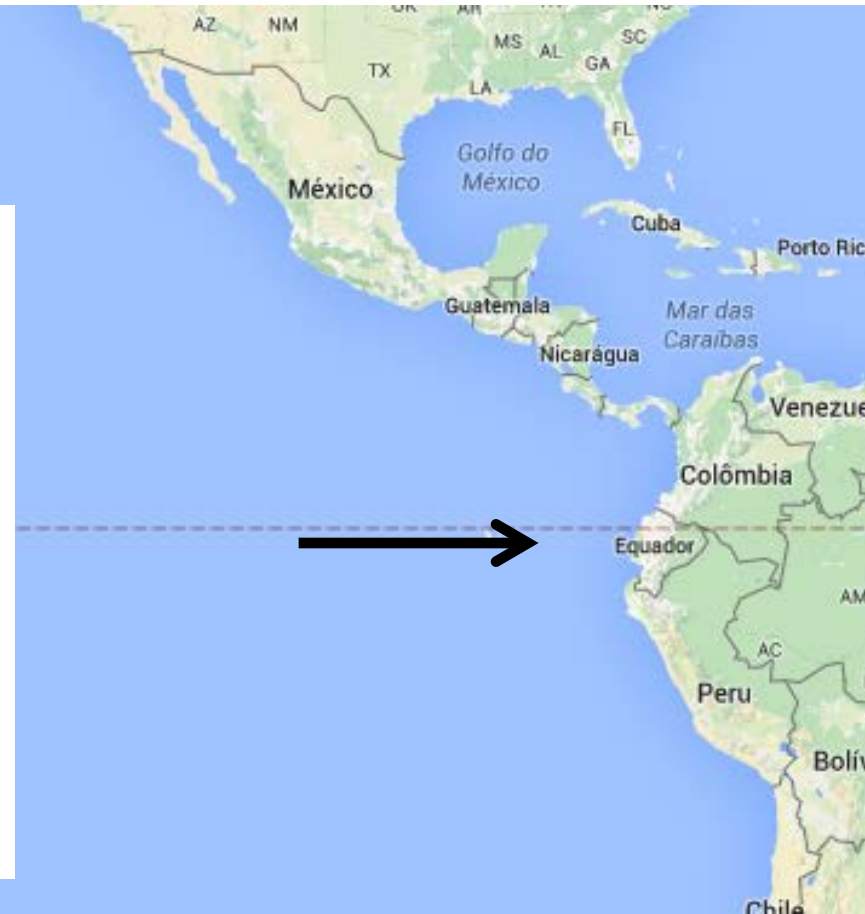 AZ
NM
TX
MS
AL
SC
GA
LA
FL
Golfo do
México
México
Cuba
Porto Ric
Guatemala
Mar das
Caraíbas
Nicarágua
Venezue
Colômbia
Equador
AM
AC
Peru
Bolív
Chile